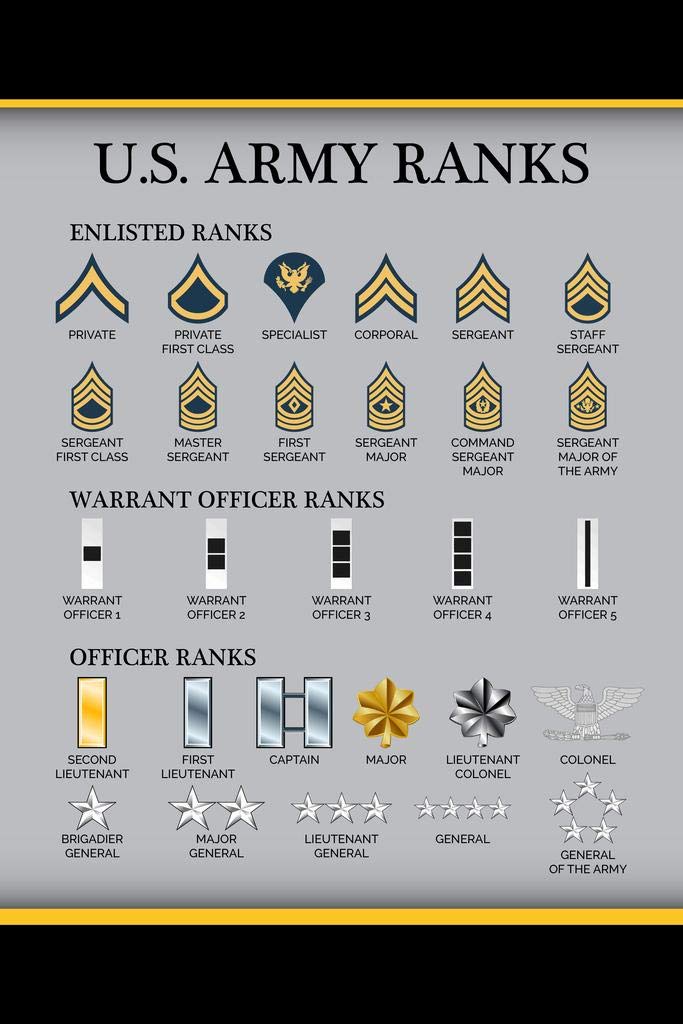 U.S. ARMY RANKS
ENLISTED RANKS
PRIVATE
PRIVATE
FIRST CLASS
SPECIALIST
CORPORAL
SERGEANT
STAFF
SERGEANT
SERGEANT
FIRST CLASS
MASTER
SERGEANT
FIRST
SERGEANT
SERGEANT
MAJOR
COMMAND
SERGEANT
MAJOR
SERGEANT
MAJOR OF
THE ARMY
WARRANT OFFICER RANKS
WARRANT
OFFICER 1
WARRANT
OFFICER 2
WARRANT
OFFICER 3
WARRANT
OFFICER 4
WARRANT
OFFICER 5
OFFICER RANKS
SECOND
LIEUTENANT
FIRST
LIEUTENANT
CAPTAIN
MAJOR
LIEUTENANT
COLONEL
COLONEL
BRIGADIER
GENERAL
MAJOR
GENERAL
LIEUTENANT
GENERAL
GENERAL
GENERAL
OF THE ARMY